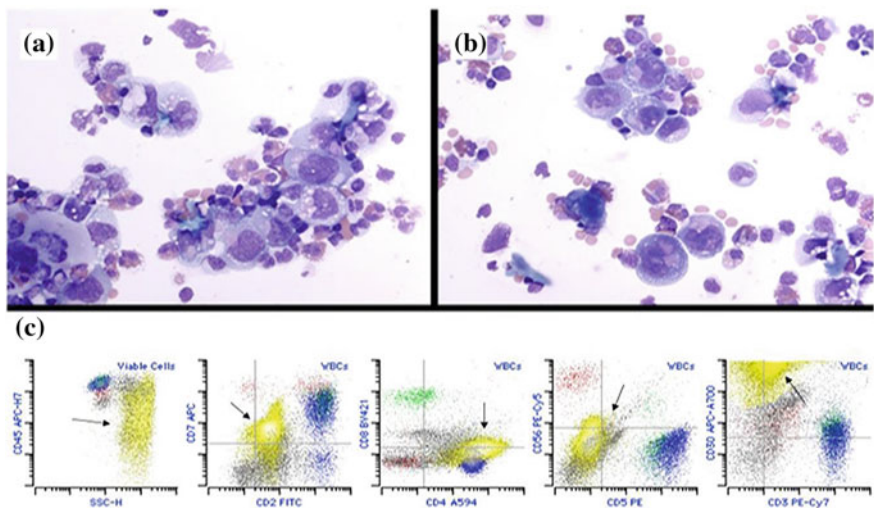 (a)
(b)
(c)
Viable Cells
CD45 APC-H7
SSC-H
WBCs
CD7 APC
CD2 FITC
WBCs
CD8 BV421
CD4 A594
WBCs
CD56 PE-Cy5
CD5 PE
WBCs
CD30 APC-A700
CD3 PE-Cy7